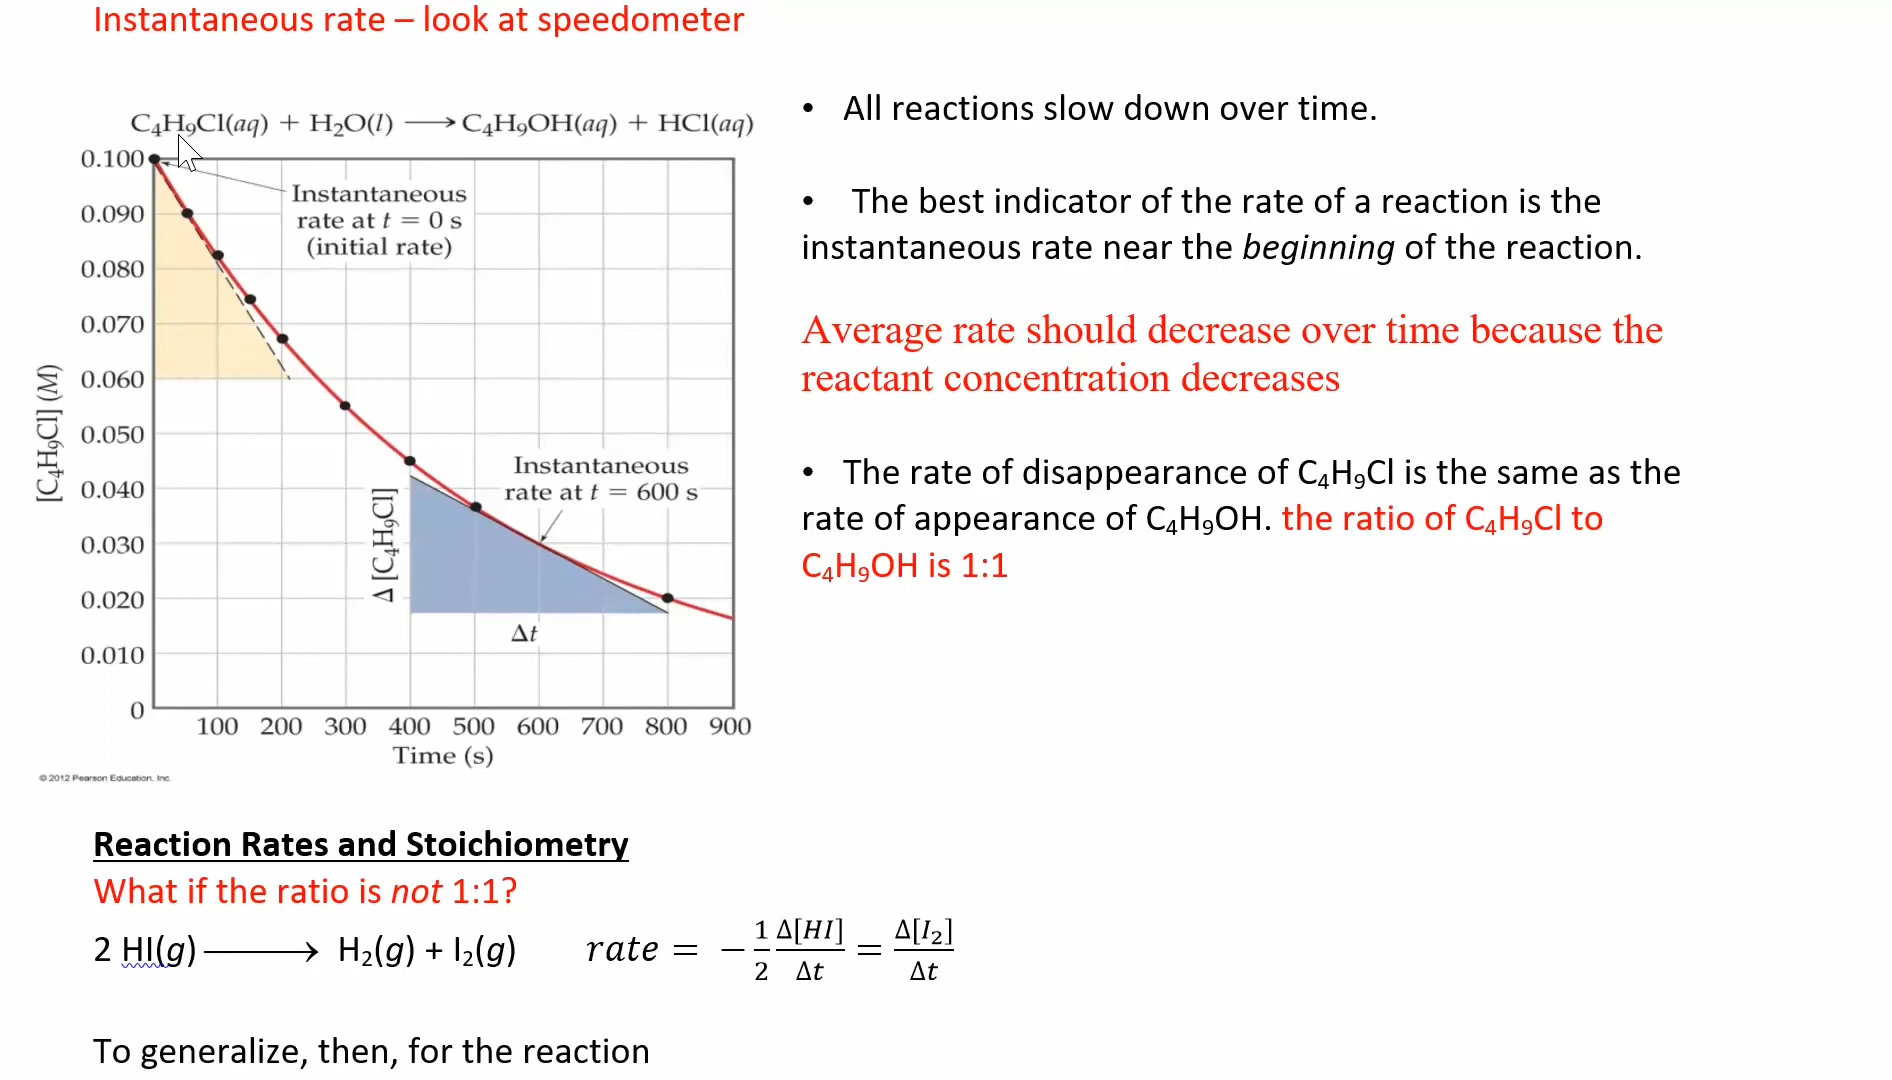 Instantaneous rate – look at speedometer
C₄H₉Cl(aq) + H₂O(l) ⟶ C₄H₉OH(aq) + HCl(aq)
0.100
0.090
0.080
0.070
0.060
0.050
0.040
0.030
0.020
0.010
0
[C₄H₉Cl] (M)
Instantaneous
rate at t = 0 s
(initial rate)
Instantaneous
rate at t = 600 s
Δ [C₄H₉Cl]
Δt
100 200 300 400 500 600 700 800 900
Time (s)
© 2012 Pearson Education, Inc.
• All reactions slow down over time.
• The best indicator of the rate of a reaction is the
instantaneous rate near the beginning of the reaction.
Average rate should decrease over time because the
reactant concentration decreases
• The rate of disappearance of C₄H₉Cl is the same as the
rate of appearance of C₄H₉OH. the ratio of C₄H₉Cl to
C₄H₉OH is 1:1
Reaction Rates and Stoichiometry
What if the ratio is not 1:1?
2 HI(g) ⟶ H₂(g) + I₂(g) rate = − 1/2 Δ[HI]/Δt = Δ[I₂]/Δt
To generalize, then, for the reaction